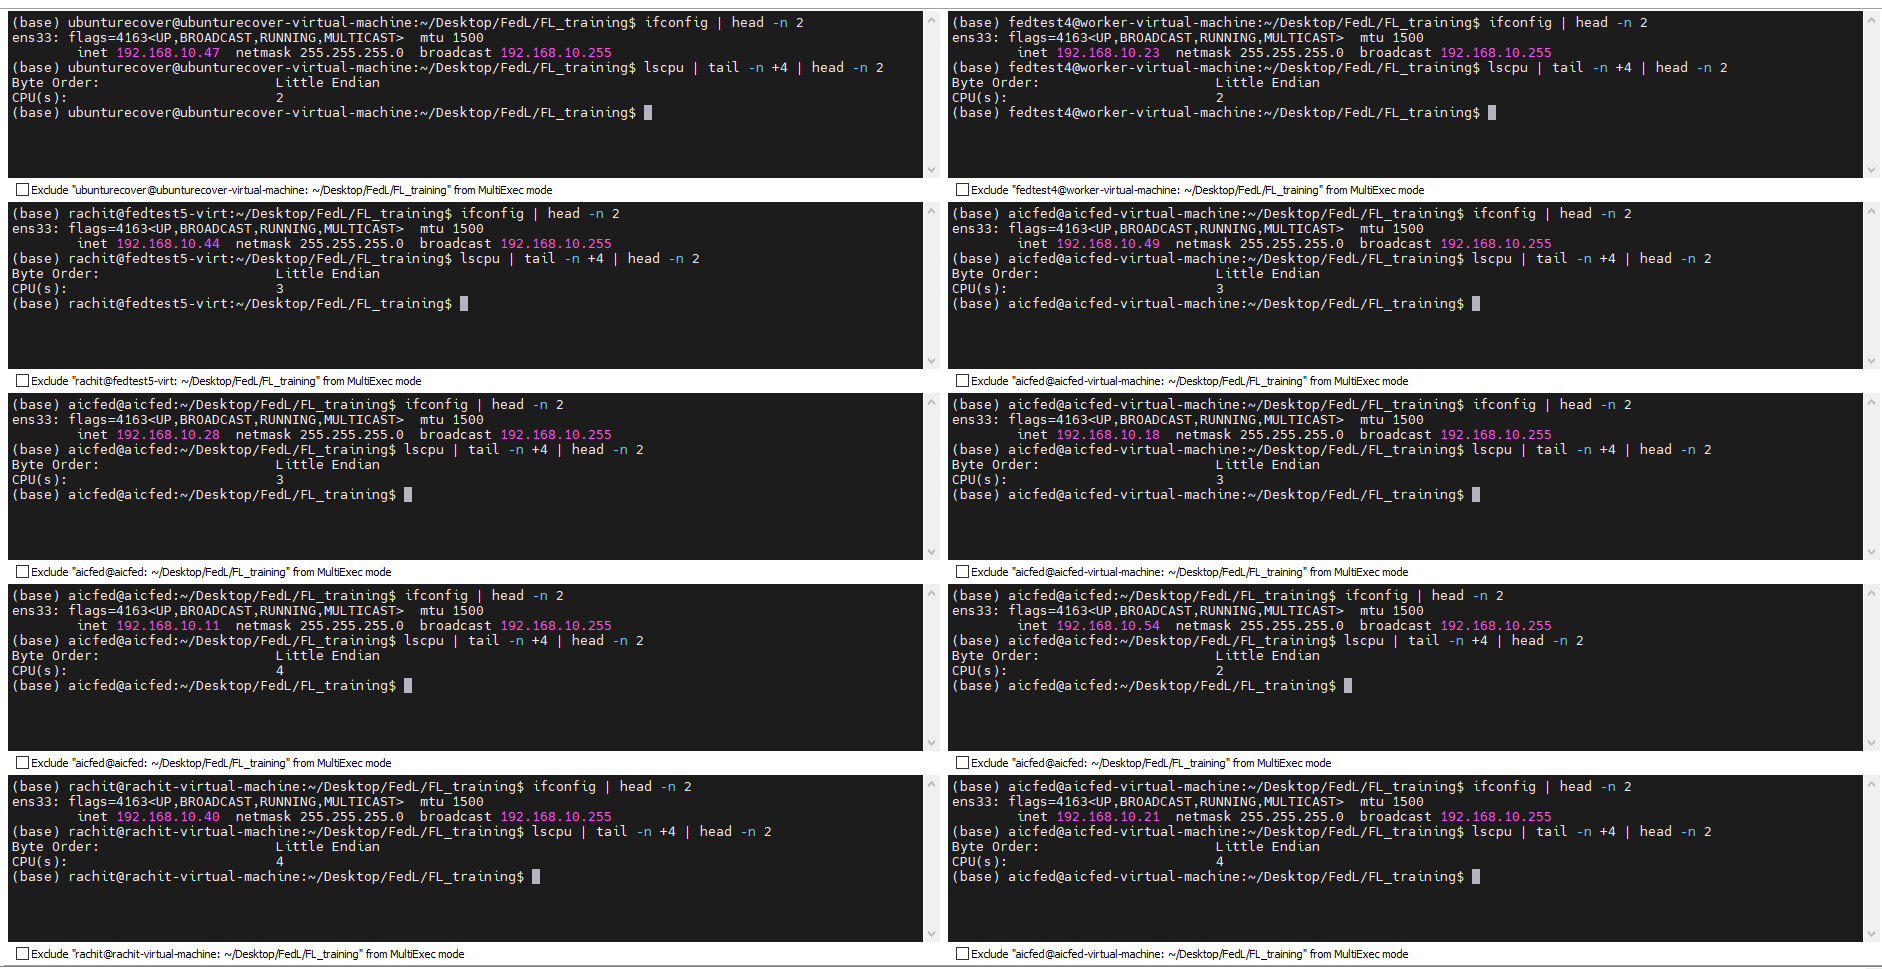 (base) ubunturecover@ubunturecover-virtual-machine:~/Desktop/FedL/FL_training$ ifconfig | head -n 2
ens33: flags=4163<UP,BROADCAST,RUNNING,MULTICAST>  mtu 1500
        inet 192.168.10.47  netmask 255.255.255.0  broadcast 192.168.10.255
(base) ubunturecover@ubunturecover-virtual-machine:~/Desktop/FedL/FL_training$ lscpu | tail -n +4 | head -n 2
Byte Order:                      Little Endian
CPU(s):                          2
(base) ubunturecover@ubunturecover-virtual-machine:~/Desktop/FedL/FL_training$
Exclude "ubunturecover@ubunturecover-virtual-machine: ~/Desktop/FedL/FL_training" from MultiExec mode
(base) fedtest4@worker-virtual-machine:~/Desktop/FedL/FL_training$ ifconfig | head -n 2
ens33: flags=4163<UP,BROADCAST,RUNNING,MULTICAST>  mtu 1500
        inet 192.168.10.23  netmask 255.255.255.0  broadcast 192.168.10.255
(base) fedtest4@worker-virtual-machine:~/Desktop/FedL/FL_training$ lscpu | tail -n +4 | head -n 2
Byte Order:                      Little Endian
CPU(s):                          2
(base) fedtest4@worker-virtual-machine:~/Desktop/FedL/FL_training$
Exclude "fedtest4@worker-virtual-machine: ~/Desktop/FedL/FL_training" from MultiExec mode
(base) rachit@fedtest5-virt:~/Desktop/FedL/FL_training$ ifconfig | head -n 2
ens33: flags=4163<UP,BROADCAST,RUNNING,MULTICAST>  mtu 1500
        inet 192.168.10.44  netmask 255.255.255.0  broadcast 192.168.10.255
(base) rachit@fedtest5-virt:~/Desktop/FedL/FL_training$ lscpu | tail -n +4 | head -n 2
Byte Order:                      Little Endian
CPU(s):                          3
(base) rachit@fedtest5-virt:~/Desktop/FedL/FL_training$
Exclude "rachit@fedtest5-virt: ~/Desktop/FedL/FL_training" from MultiExec mode
(base) aicfed@aicfed-virtual-machine:~/Desktop/FedL/FL_training$ ifconfig | head -n 2
ens33: flags=4163<UP,BROADCAST,RUNNING,MULTICAST>  mtu 1500
        inet 192.168.10.49  netmask 255.255.255.0  broadcast 192.168.10.255
(base) aicfed@aicfed-virtual-machine:~/Desktop/FedL/FL_training$ lscpu | tail -n +4 | head -n 2
Byte Order:                      Little Endian
CPU(s):                          3
(base) aicfed@aicfed-virtual-machine:~/Desktop/FedL/FL_training$
Exclude "aicfed@aicfed-virtual-machine: ~/Desktop/FedL/FL_training" from MultiExec mode
(base) aicfed@aicfed:~/Desktop/FedL/FL_training$ ifconfig | head -n 2
ens33: flags=4163<UP,BROADCAST,RUNNING,MULTICAST>  mtu 1500
        inet 192.168.10.28  netmask 255.255.255.0  broadcast 192.168.10.255
(base) aicfed@aicfed:~/Desktop/FedL/FL_training$ lscpu | tail -n +4 | head -n 2
Byte Order:                      Little Endian
CPU(s):                          3
(base) aicfed@aicfed:~/Desktop/FedL/FL_training$
Exclude "aicfed@aicfed: ~/Desktop/FedL/FL_training" from MultiExec mode
(base) aicfed@aicfed-virtual-machine:~/Desktop/FedL/FL_training$ ifconfig | head -n 2
ens33: flags=4163<UP,BROADCAST,RUNNING,MULTICAST>  mtu 1500
        inet 192.168.10.18  netmask 255.255.255.0  broadcast 192.168.10.255
(base) aicfed@aicfed-virtual-machine:~/Desktop/FedL/FL_training$ lscpu | tail -n +4 | head -n 2
Byte Order:                      Little Endian
CPU(s):                          3
(base) aicfed@aicfed-virtual-machine:~/Desktop/FedL/FL_training$
Exclude "aicfed@aicfed-virtual-machine: ~/Desktop/FedL/FL_training" from MultiExec mode
(base) aicfed@aicfed:~/Desktop/FedL/FL_training$ ifconfig | head -n 2
ens33: flags=4163<UP,BROADCAST,RUNNING,MULTICAST>  mtu 1500
        inet 192.168.10.11  netmask 255.255.255.0  broadcast 192.168.10.255
(base) aicfed@aicfed:~/Desktop/FedL/FL_training$ lscpu | tail -n +4 | head -n 2
Byte Order:                      Little Endian
CPU(s):                          4
(base) aicfed@aicfed:~/Desktop/FedL/FL_training$
Exclude "aicfed@aicfed: ~/Desktop/FedL/FL_training" from MultiExec mode
(base) aicfed@aicfed:~/Desktop/FedL/FL_training$ ifconfig | head -n 2
ens33: flags=4163<UP,BROADCAST,RUNNING,MULTICAST>  mtu 1500
        inet 192.168.10.54  netmask 255.255.255.0  broadcast 192.168.10.255
(base) aicfed@aicfed:~/Desktop/FedL/FL_training$ lscpu | tail -n +4 | head -n 2
Byte Order:                      Little Endian
CPU(s):                          2
(base) aicfed@aicfed:~/Desktop/FedL/FL_training$
Exclude "aicfed@aicfed: ~/Desktop/FedL/FL_training" from MultiExec mode
(base) rachit@rachit-virtual-machine:~/Desktop/FedL/FL_training$ ifconfig | head -n 2
ens33: flags=4163<UP,BROADCAST,RUNNING,MULTICAST>  mtu 1500
        inet 192.168.10.40  netmask 255.255.255.0  broadcast 192.168.10.255
(base) rachit@rachit-virtual-machine:~/Desktop/FedL/FL_training$ lscpu | tail -n +4 | head -n 2
Byte Order:                      Little Endian
CPU(s):                          4
(base) rachit@rachit-virtual-machine:~/Desktop/FedL/FL_training$
Exclude "rachit@rachit-virtual-machine: ~/Desktop/FedL/FL_training" from MultiExec mode
(base) aicfed@aicfed-virtual-machine:~/Desktop/FedL/FL_training$ ifconfig | head -n 2
ens33: flags=4163<UP,BROADCAST,RUNNING,MULTICAST>  mtu 1500
        inet 192.168.10.21  netmask 255.255.255.0  broadcast 192.168.10.255
(base) aicfed@aicfed-virtual-machine:~/Desktop/FedL/FL_training$ lscpu | tail -n +4 | head -n 2
Byte Order:                      Little Endian
CPU(s):                          4
(base) aicfed@aicfed-virtual-machine:~/Desktop/FedL/FL_training$
Exclude "aicfed@aicfed-virtual-machine: ~/Desktop/FedL/FL_training" from MultiExec mode